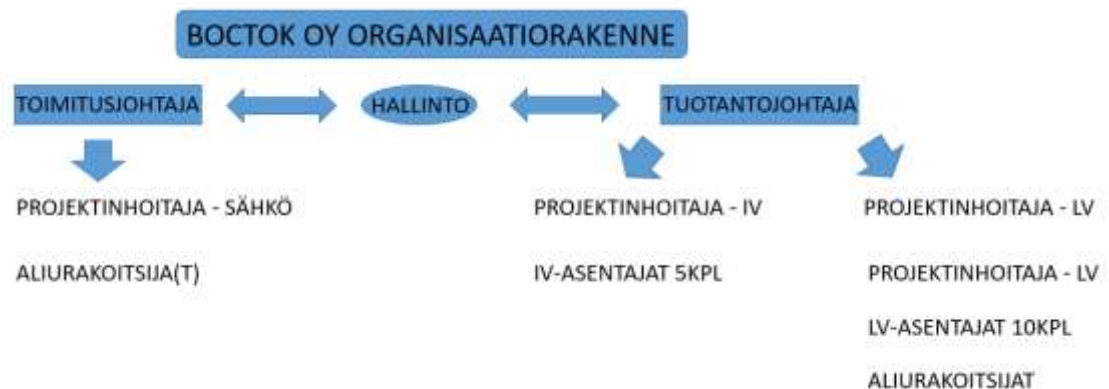 BOCTOK OY ORGANISAATIORAKENNE
TOIMITUSJOHTAJA
HALLINTO
TUOTANTOJOHTAJA
PROJEKTINHOITAJA - SÄHKÖ
PROJEKTINHOITAJA - IV
PROJEKTINHOITAJA - LV
ALIURAKOITSIJA(T)
IV-ASENTAJAT 5KPL
PROJEKTINHOITAJA - LV
LV-ASENTAJAT 10KPL
ALIURAKOITSIJAT